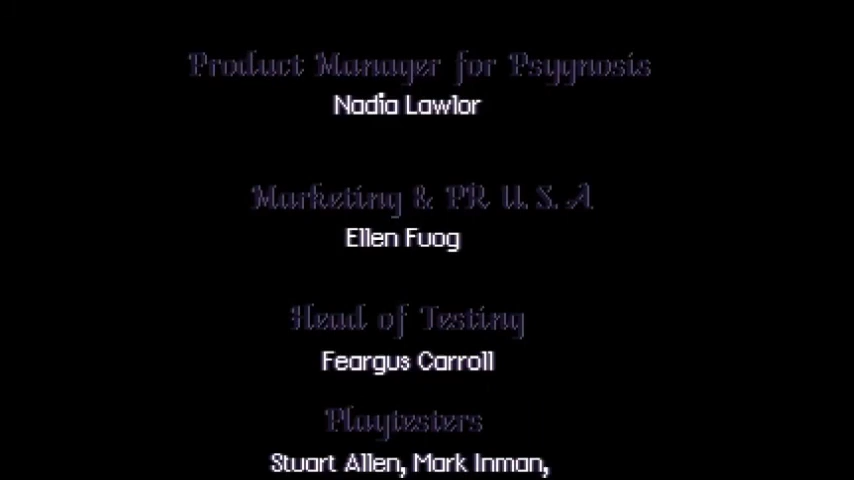 Product Manager for Psygnosis
Nadia Lawlor
Marketing & PR U.S.A
Ellen Fuog
Head of Testing
Feargus Carroll
Playtesters
Stuart Allen, Mark Inman,